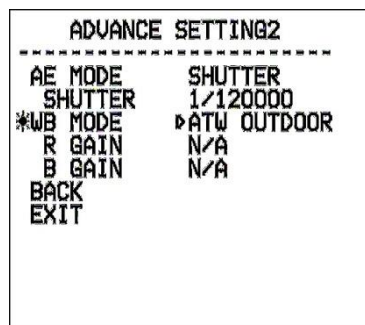 ADVANCE SETTING2
AE MODE SHUTTER
SHUTTER 1/120000
☀WB MODE ▷ATW OUTDOOR
R GAIN N/A
B GAIN N/A
BACK
EXIT